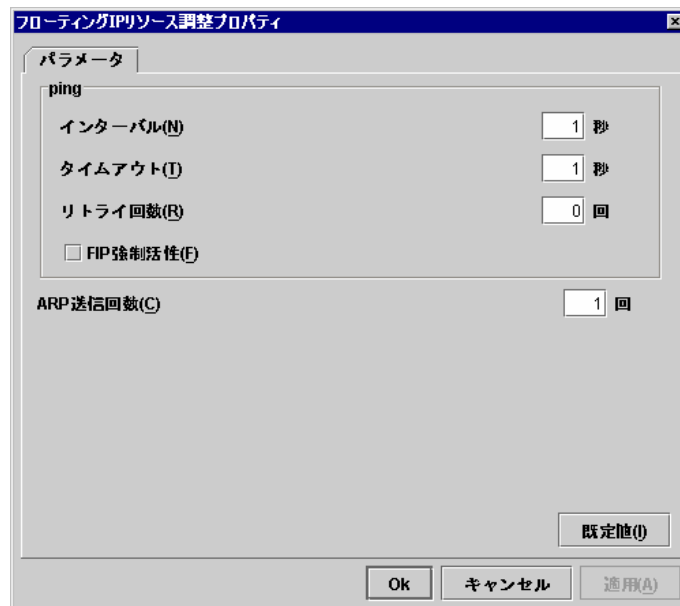 フローティングIPリソース調整プロパティ
パラメータ
ping
インターバル(N) 1 秒
タイムアウト(T) 1 秒
リトライ回数(R) 0 回
FIP強制活性(F)
ARP送信回数(C) 1 回
既定値(I)
Ok キャンセル 適用(A)